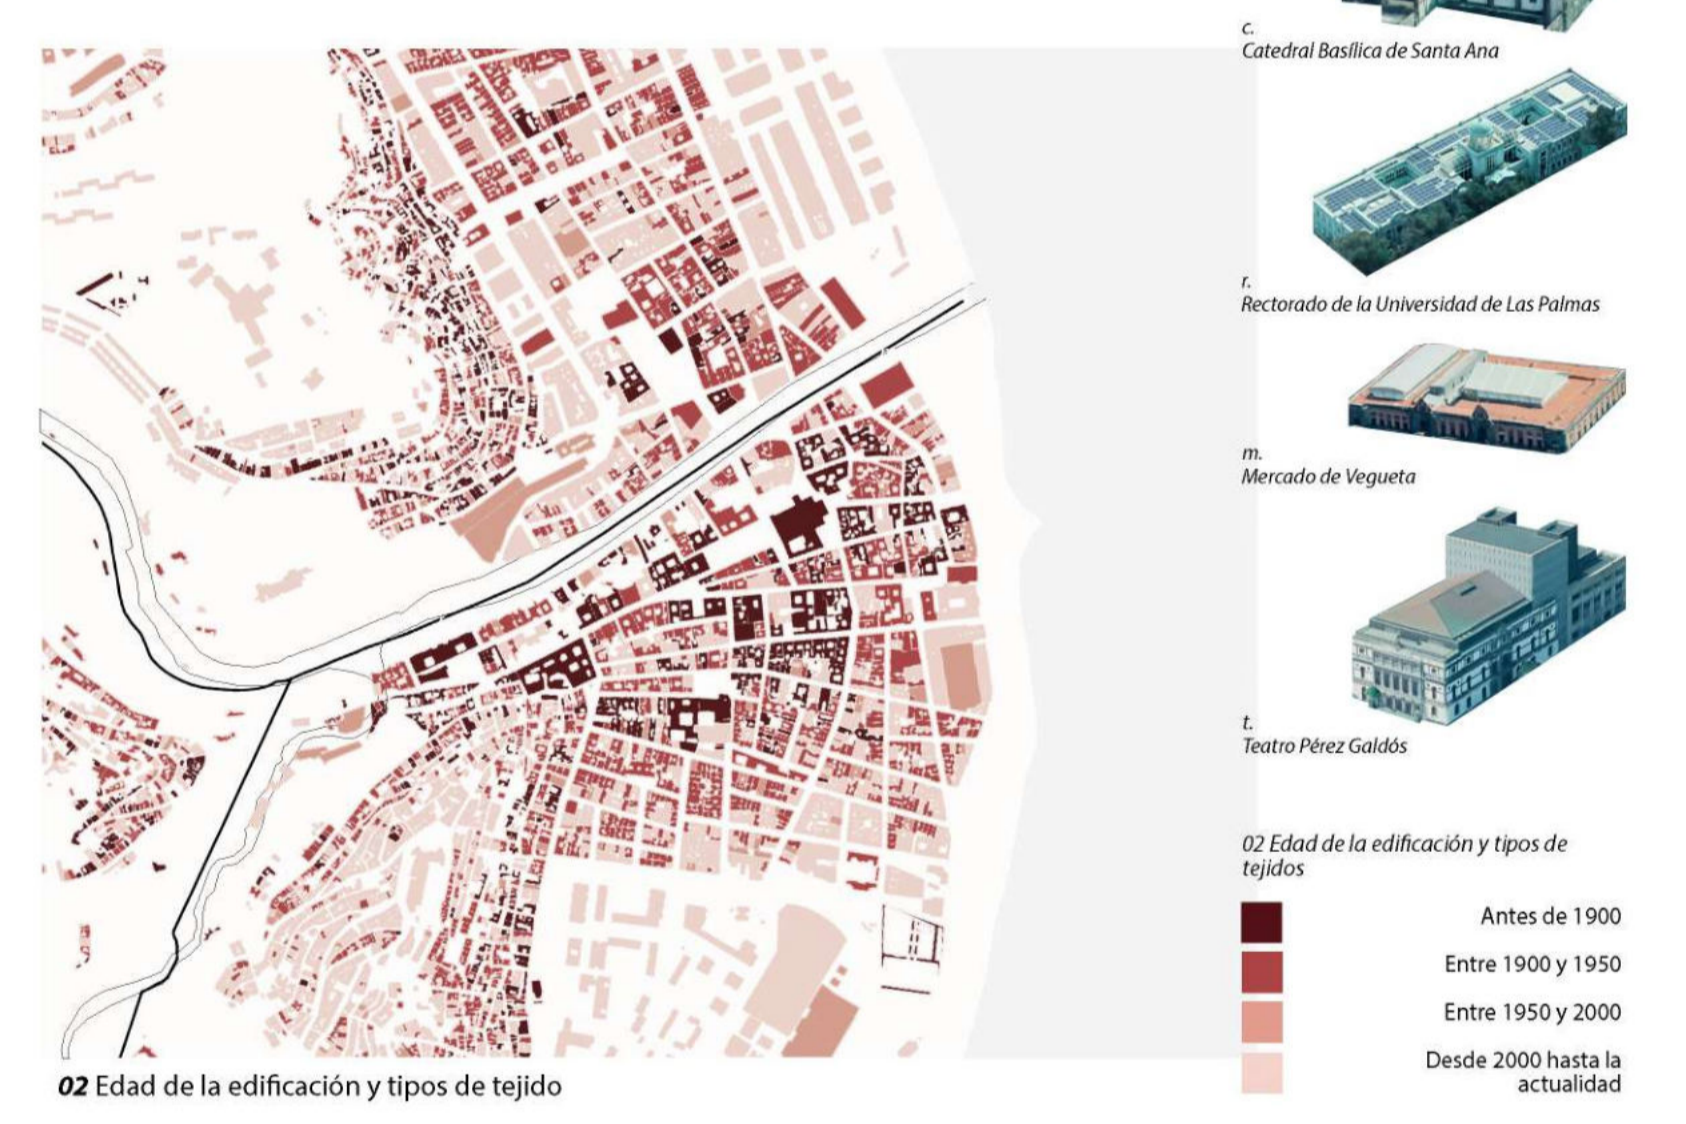 c.
Catedral Basílica de Santa Ana
r.
Rectorado de la Universidad de Las Palmas
m.
Mercado de Vegueta
t.
Teatro Pérez Galdós
02 Edad de la edificación y tipos de
tejidos
Antes de 1900
Entre 1900 y 1950
Entre 1950 y 2000
Desde 2000 hasta la
actualidad
02 Edad de la edificación y tipos de tejido